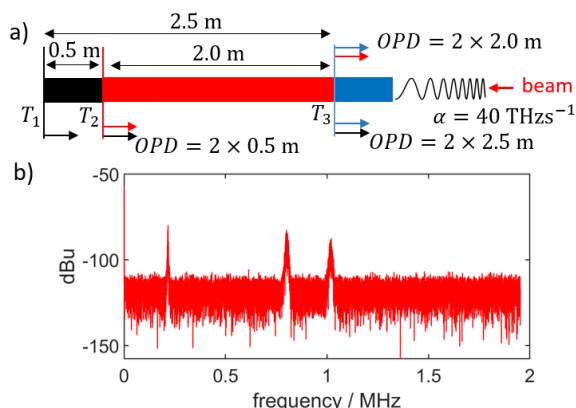 a)
2.5 m
0.5 m
2.0 m
OPD = 2 × 2.0 m
beam
T₁
T₂
T₃
α = 40 THzs⁻¹
OPD = 2 × 0.5 m
OPD = 2 × 2.5 m
b)
-50
-100
-150
dBu
0
0.5
1
1.5
2
frequency / MHz